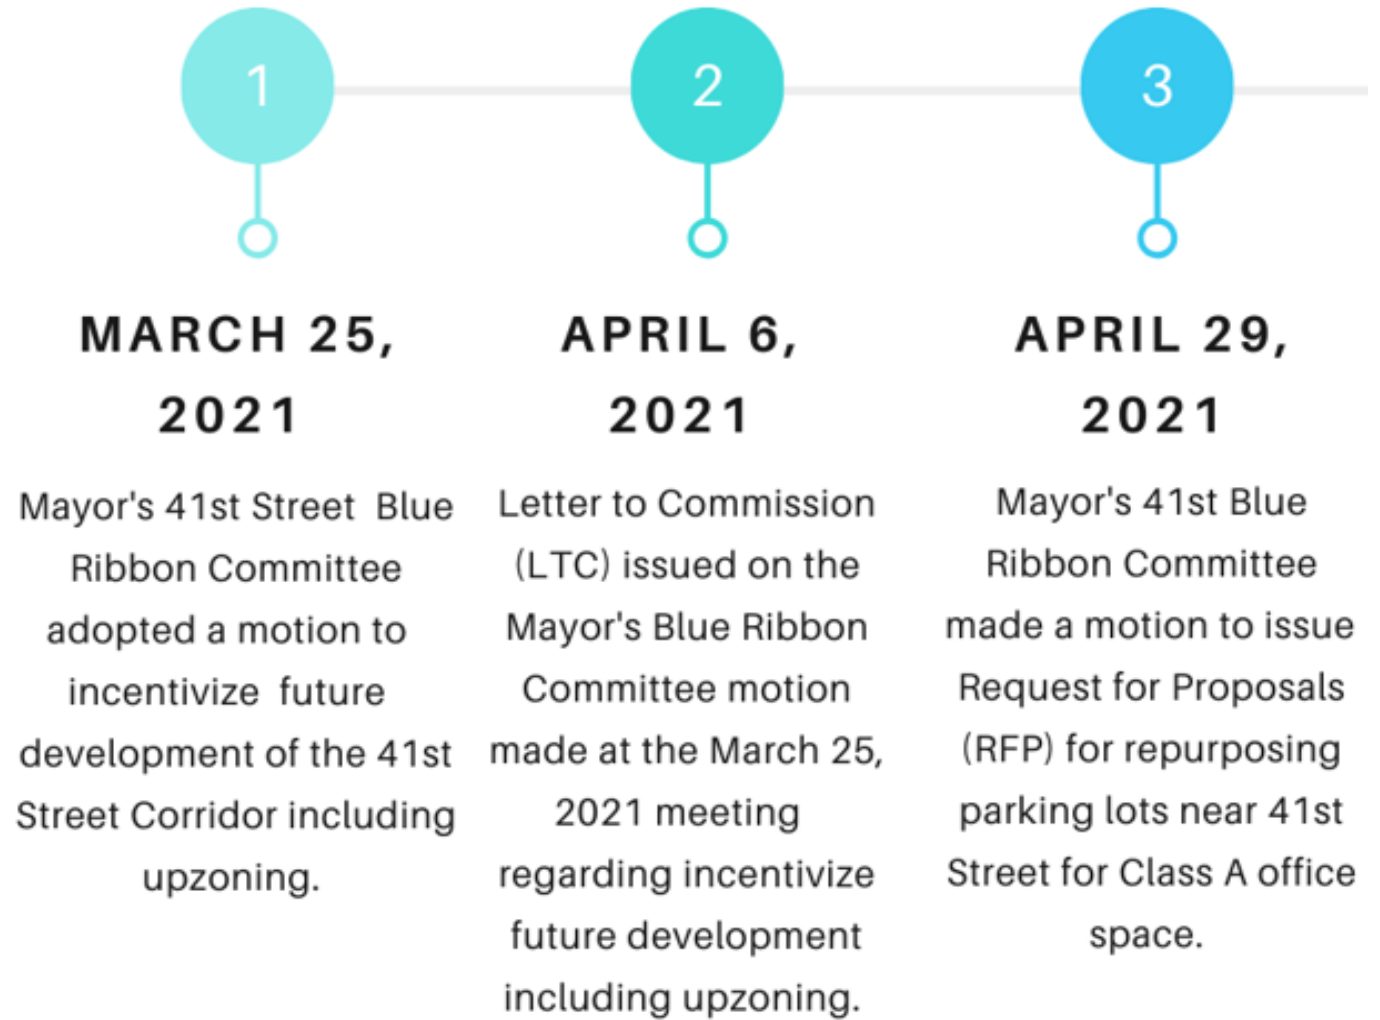 1
MARCH 25,
2021
Mayor's 41st Street Blue
Ribbon Committee
adopted a motion to
incentivize future
development of the 41st
Street Corridor including
upzoning.
2
APRIL 6,
2021
Letter to Commission
(LTC) issued on the
Mayor's Blue Ribbon
Committee motion
made at the March 25,
2021 meeting
regarding incentivize
future development
including upzoning.
3
APRIL 29,
2021
Mayor's 41st Blue
Ribbon Committee
made a motion to issue
Request for Proposals
(RFP) for repurposing
parking lots near 41st
Street for Class A office
space.